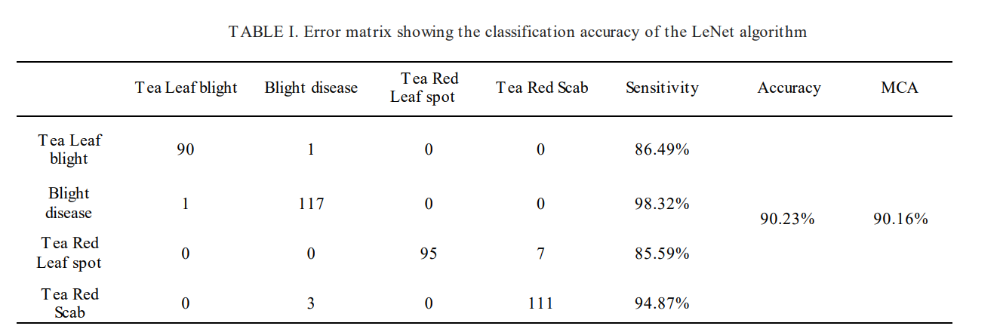 TABLE I. Error matrix showing the classification accuracy of the LeNet algorithm
Tea Leaf blight Blight disease Tea Red Leaf spot Tea Red Scab Sensitivity Accuracy MCA
Tea Leaf blight 90 1 0 0 86.49%
Blight disease 1 117 0 0 98.32%
90.23% 90.16%
Tea Red Leaf spot 0 0 95 7 85.59%
Tea Red Scab 0 3 0 111 94.87%